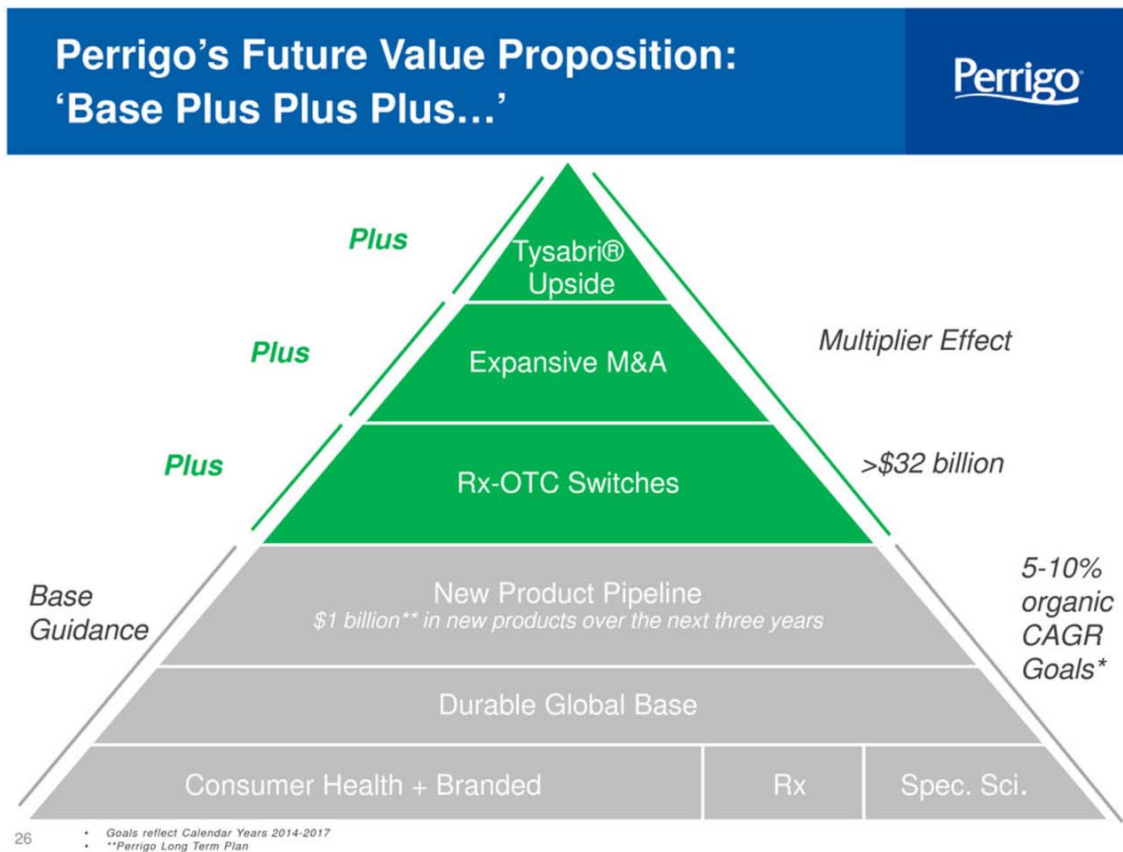 Perrigo's Future Value Proposition:
'Base Plus Plus Plus...'
Perrigo®
Plus
Tysabri®
Upside
Plus
Expansive M&A
Multiplier Effect
Plus
Rx-OTC Switches
>$32 billion
Base
Guidance
New Product Pipeline
$1 billion** in new products over the next three years
5-10%
organic
CAGR
Goals*
Durable Global Base
Consumer Health + Branded
Rx
Spec. Sci.
26
• Goals reflect Calendar Years 2014-2017
• **Perrigo Long Term Plan